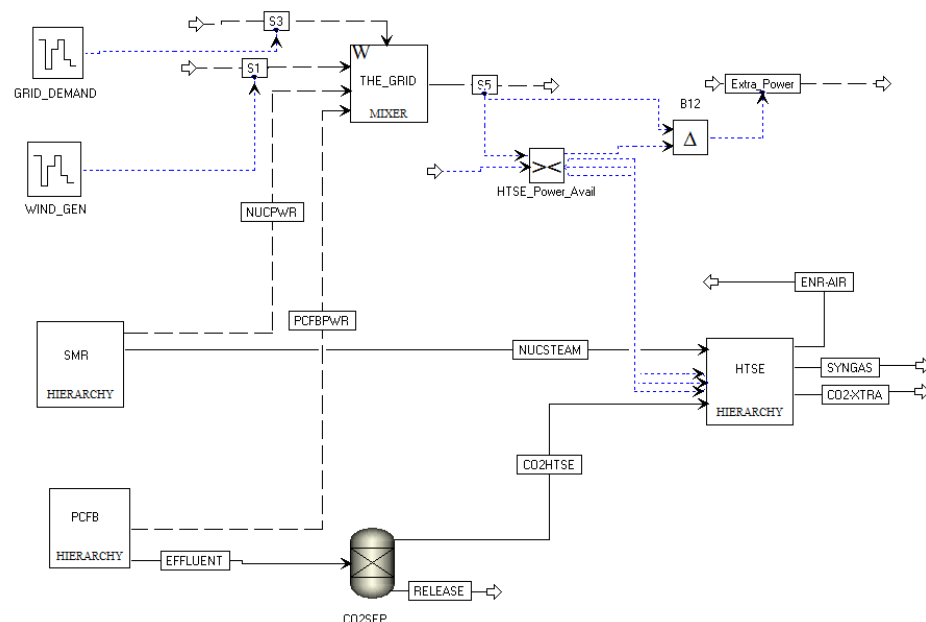 S3
W
THE_GRID
MIXER
S1
GRID_DEMAND
S5
Extra_Power
B12
Δ
HTSE_Power_Avail
WIND_GEN
NUCPWR
ENR-AIR
PCFBPWR
SMR
HIERARCHY
NUCSTEAM
HTSE
HIERARCHY
SYNGAS
CO2-XTRA
CO2HTSE
PCFB
HIERARCHY
EFFLUENT
RELEASE
CO2SEP